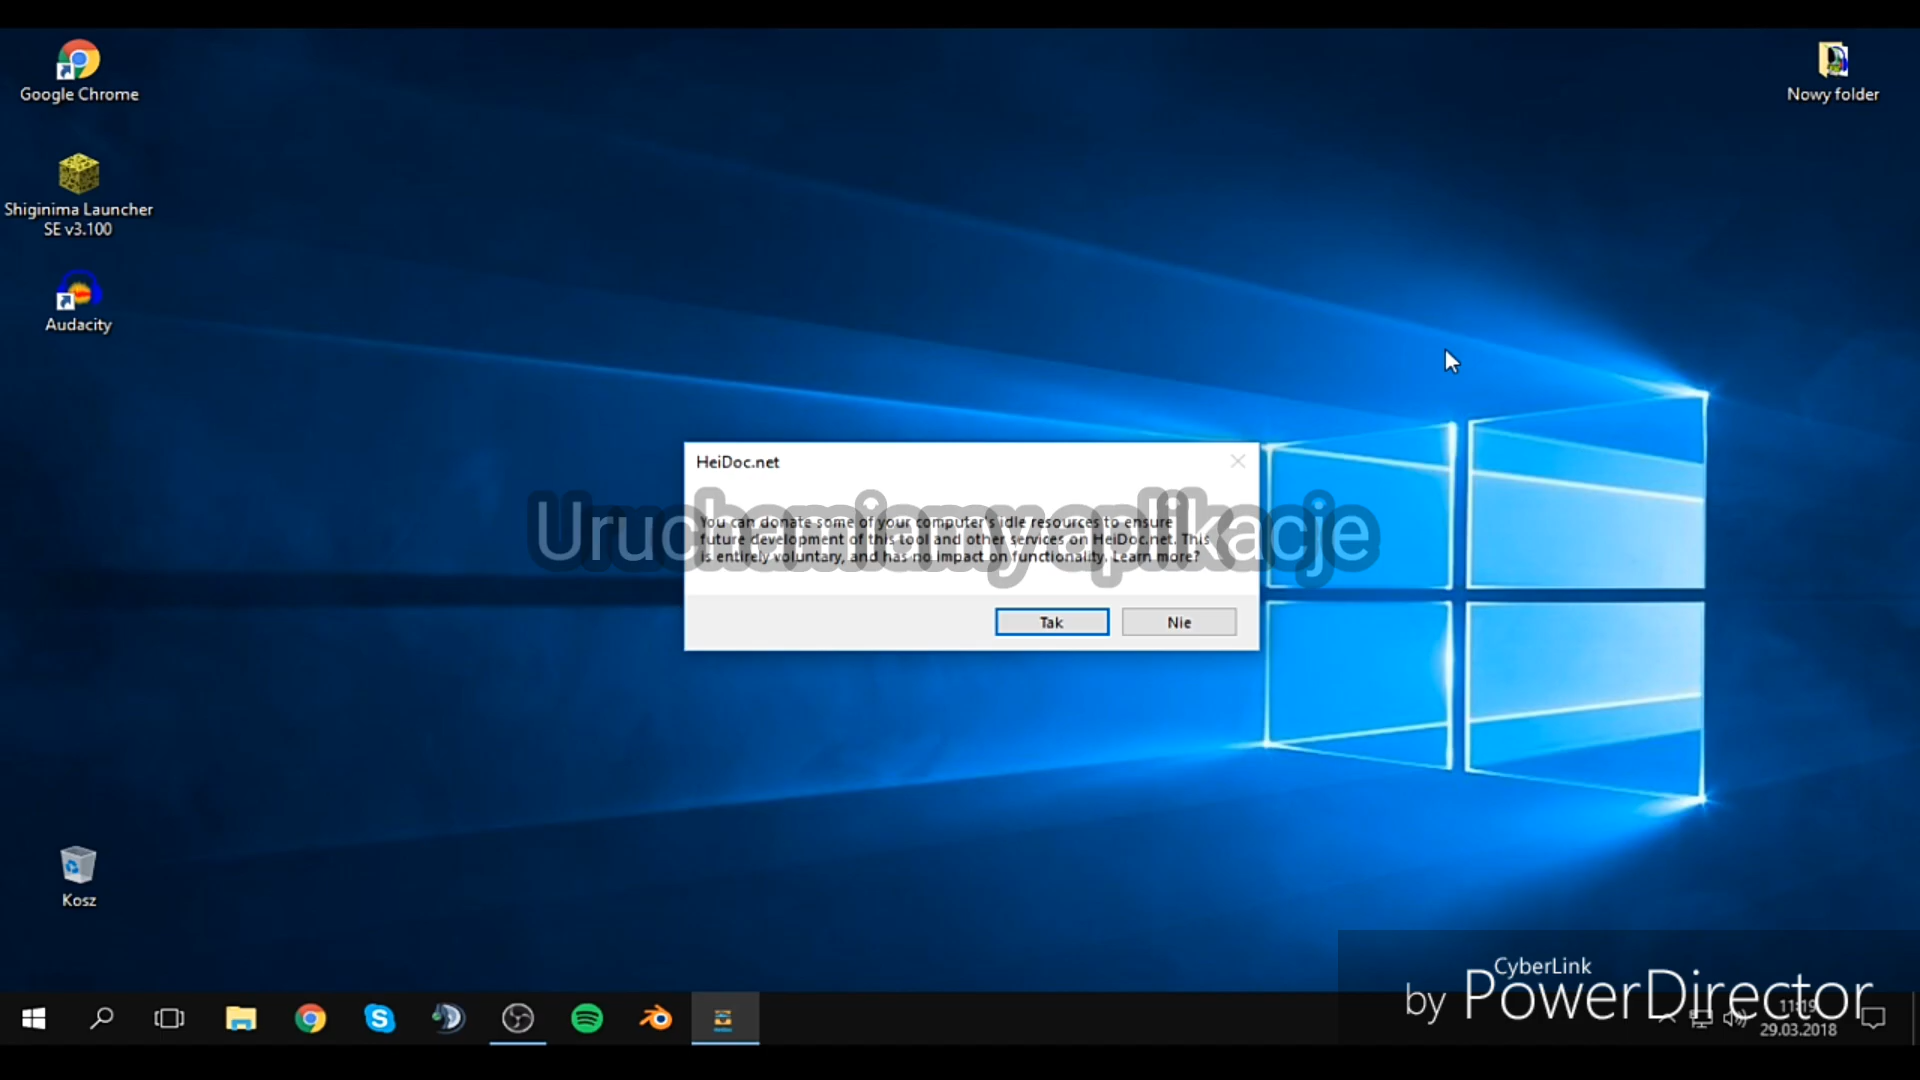 Google Chrome
Nowy folder
Shiginima Launcher
SE v3.100
Audacity
HeiDoc.net
You can donate some of your computer's idle resources to ensure
future development of this tool and other services on HeiDoc.net. This
is entirely voluntary, and has no impact on functionality. Learn more?
Uruchamiamy aplikacje
Tak
Nie
Kosz
CyberLink
by PowerDirector
11:19
29.03.2018